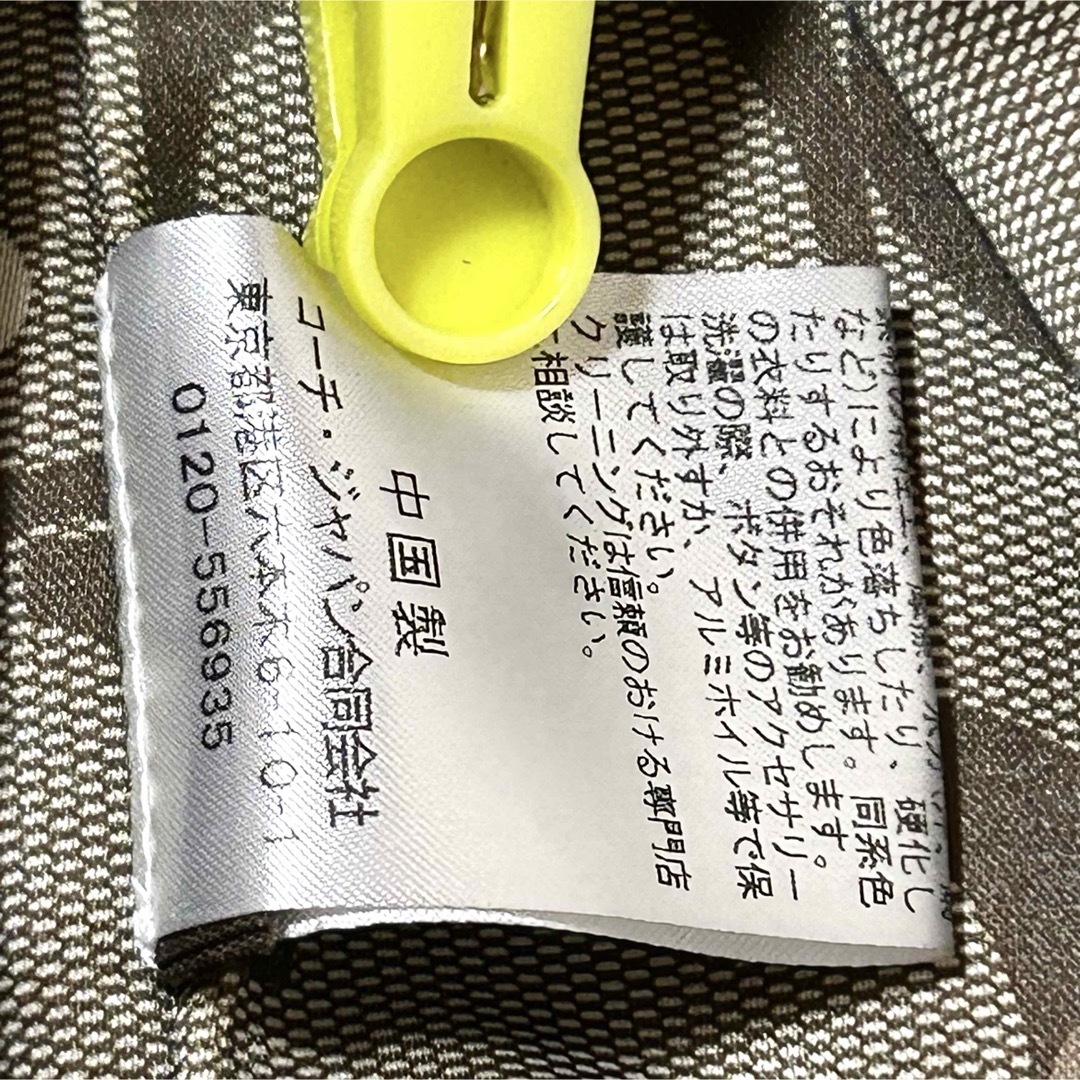 など)により色落ちしたり、硬化し
たりするおそれがあります。同系色
の衣料との併用をお勧めします。
洗濯の際、ボタン等のアクセサリー
は取り外すか、アルミホイル等で保
護してください。
クリーニングは信頼のおける専門店
相談してください。
中国製
コーチ・ジャパン合同会社
東京都港区六本木6-10-1
0120-556935